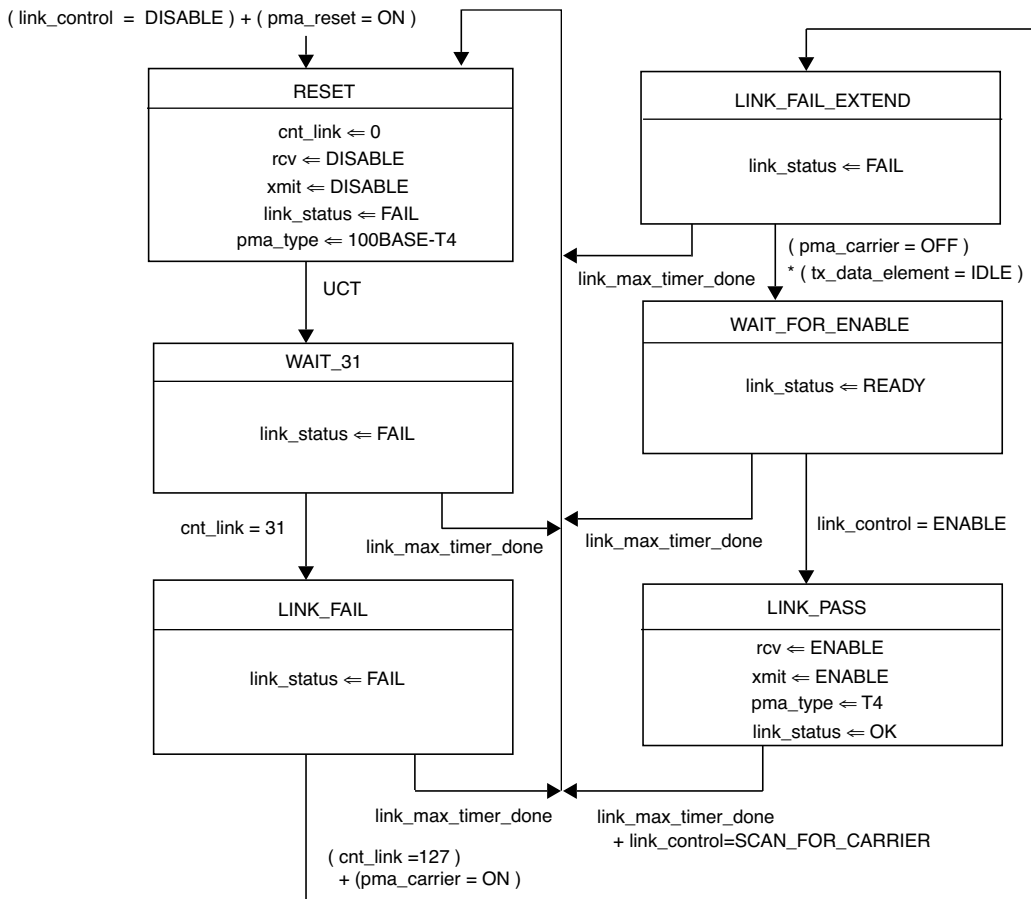 ( link_control = DISABLE ) + ( pma_reset = ON )
RESET
cnt_link ⇐ 0
rcv ⇐ DISABLE
xmit ⇐ DISABLE
link_status ⇐ FAIL
pma_type ⇐ 100BASE-T4
UCT
WAIT_31
link_status ⇐ FAIL
cnt_link = 31
link_max_timer_done
LINK_FAIL
link_status ⇐ FAIL
link_max_timer_done
( cnt_link =127 )
+ (pma_carrier = ON )
LINK_FAIL_EXTEND
link_status ⇐ FAIL
link_max_timer_done
( pma_carrier = OFF )
* ( tx_data_element = IDLE )
WAIT_FOR_ENABLE
link_status ⇐ READY
link_max_timer_done
link_control = ENABLE
LINK_PASS
rcv ⇐ ENABLE
xmit ⇐ ENABLE
pma_type ⇐ T4
link_status ⇐ OK
link_max_timer_done
+ link_control=SCAN_FOR_CARRIER